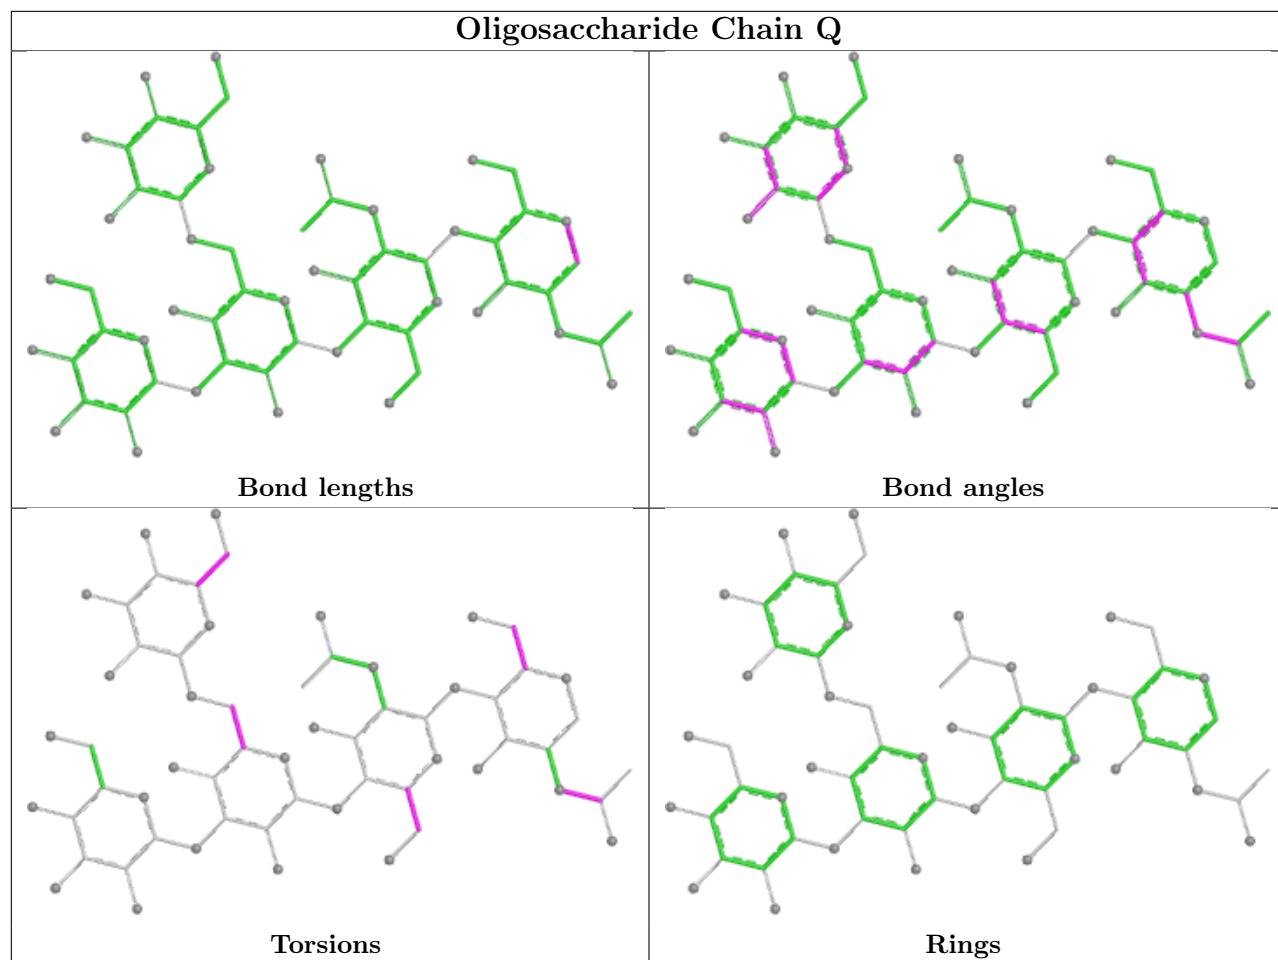 Oligosaccharide Chain Q
Bond lengths
Bond angles
Torsions
Rings